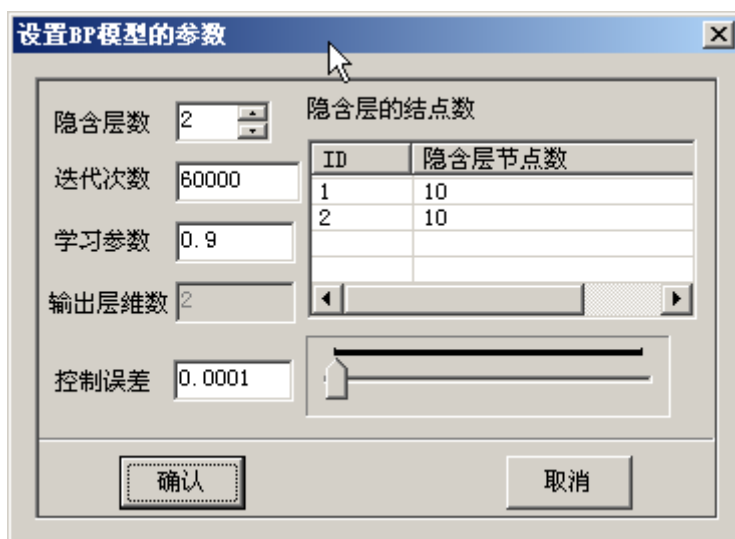 设置BP模型的参数
隐含层数 2
隐含层的结点数
迭代次数 60000
学习参数 0.9
输出层维数 2
控制误差 0.0001
ID 隐含层节点数
1 10
2 10
确认 取消